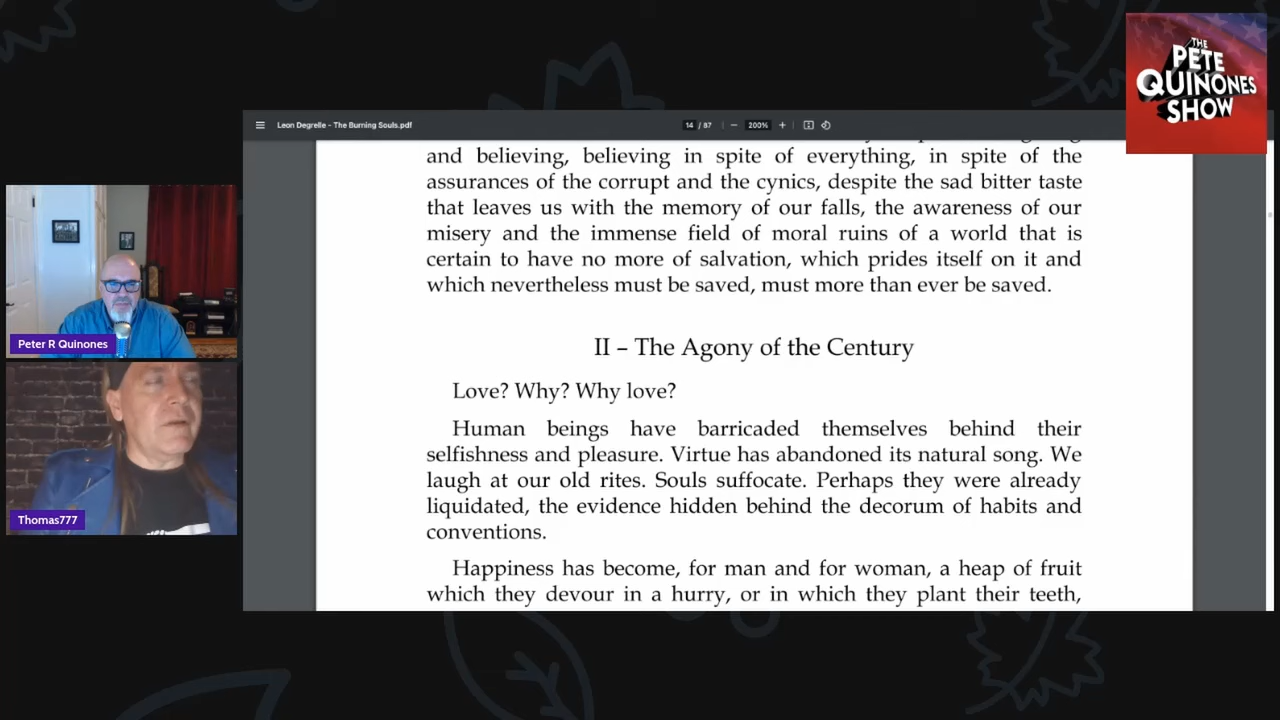 THE
PETE
QUINONES
SHOW
Leon Degrelle - The Burning Souls.pdf
14 / 87
200%
and believing, believing in spite of everything, in spite of the
assurances of the corrupt and the cynics, despite the sad bitter taste
that leaves us with the memory of our falls, the awareness of our
misery and the immense field of moral ruins of a world that is
certain to have no more of salvation, which prides itself on it and
which nevertheless must be saved, must more than ever be saved.
II – The Agony of the Century
Love? Why? Why love?
Human beings have barricaded themselves behind their
selfishness and pleasure. Virtue has abandoned its natural song. We
laugh at our old rites. Souls suffocate. Perhaps they were already
liquidated, the evidence hidden behind the decorum of habits and
conventions.
Happiness has become, for man and for woman, a heap of fruit
which they devour in a hurry, or in which they plant their teeth,
Peter R Quinones
Thomas777